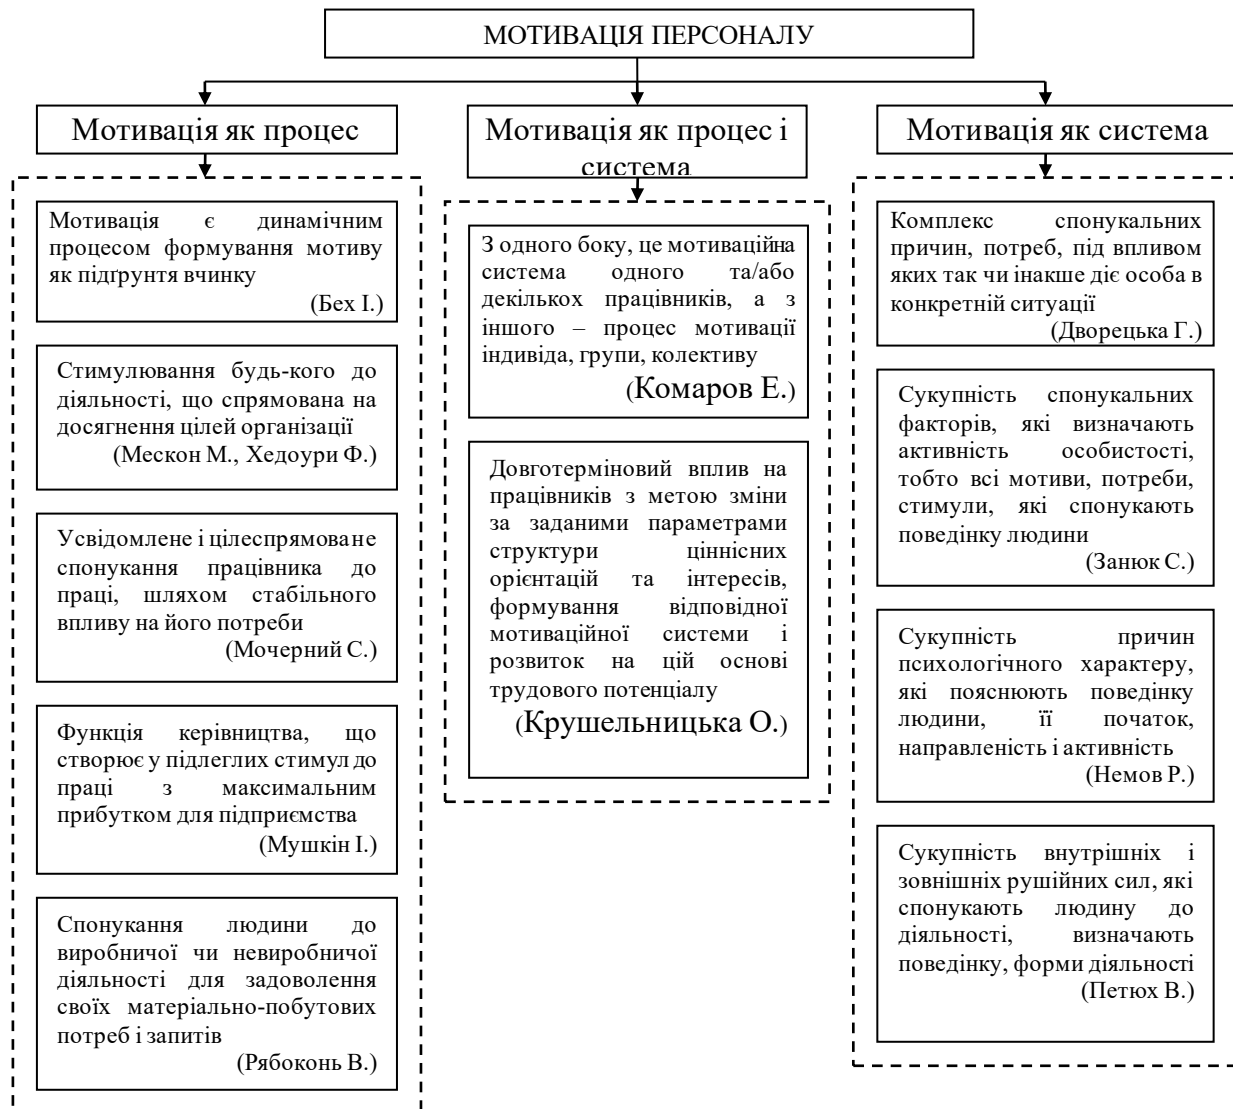 МОТИВАЦІЯ ПЕРСОНАЛУ
Мотивація як процес
Мотивація є динамічним
процесом формування мотиву
як підґрунтя вчинку
(Бех І.)
Стимулювання будь-кого до
діяльності, що спрямована на
досягнення цілей організації
(Мескон М., Хедоури Ф.)
Усвідомлене і цілеспрямоване
спонукання працівника до
праці, шляхом стабільного
впливу на його потреби
(Мочерний С.)
Функція керівництва, що
створює у підлеглих стимул до
праці з максимальним
прибутком для підприємства
(Мушкін І.)
Спонукання людини до
виробничої чи невиробничої
діяльності для задоволення
своїх матеріально-побутових
потреб і запитів
(Рябоконь В.)
Мотивація як процес і
система
З одного боку, це мотиваційна
система одного та/або
декількох працівників, а з
іншого – процес мотивації
індивіда, групи, колективу
(Комаров Е.)
Довготерміновий вплив на
працівників з метою зміни
за заданими параметрами
структури ціннісних
орієнтацій та інтересів,
формування відповідної
мотиваційної системи і
розвиток на цій основі
трудового потенціалу
(Крушельницька О.)
Мотивація як система
Комплекс спонукальних
причин, потреб, під впливом
яких так чи інакше діє особа в
конкретній ситуації
(Дворецька Г.)
Сукупність спонукальних
факторів, які визначають
активність особистості,
тобто всі мотиви, потреби,
стимули, які спонукають
поведінку людини
(Занюк С.)
Сукупність причин
психологічного характеру,
які пояснюють поведінку
людини, її початок,
направленість і активність
(Немов Р.)
Сукупність внутрішніх і
зовнішніх рушійних сил, які
спонукають людину до
діяльності, визначають
поведінку, форми діяльності
(Петюх В.)